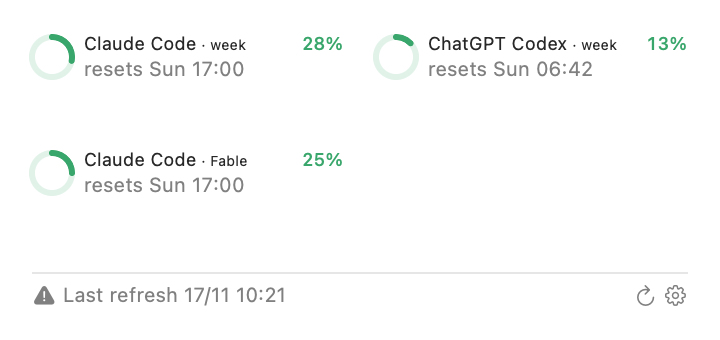 Claude Code · week 28%
resets Sun 17:00
ChatGPT Codex · week 13%
resets Sun 06:42
Claude Code · Fable 25%
resets Sun 17:00
Last refresh 17/11 10:21